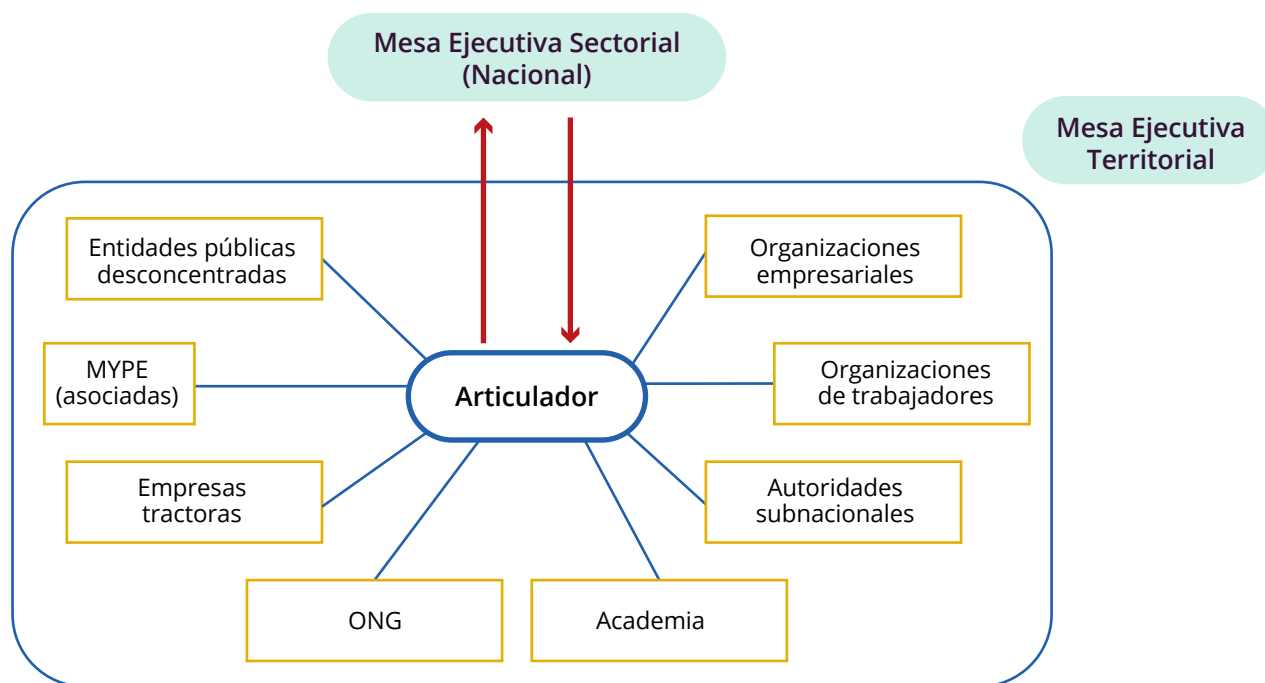 Mesa Ejecutiva Sectorial
(Nacional)
Mesa Ejecutiva
Territorial
Entidades públicas
desconcentradas
Organizaciones
empresariales
MYPE
(asociadas)
Articulador
Organizaciones
de trabajadores
Empresas
tractoras
Autoridades
subnacionales
ONG
Academia